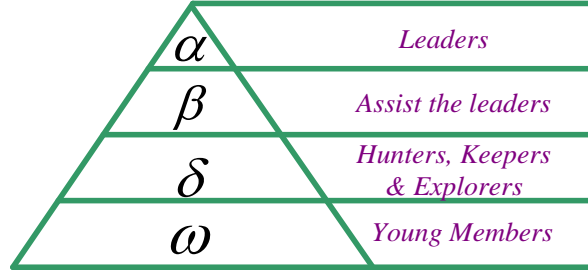 α
Leaders
β
Assist the leaders
δ
Hunters, Keepers
& Explorers
ω
Young Members